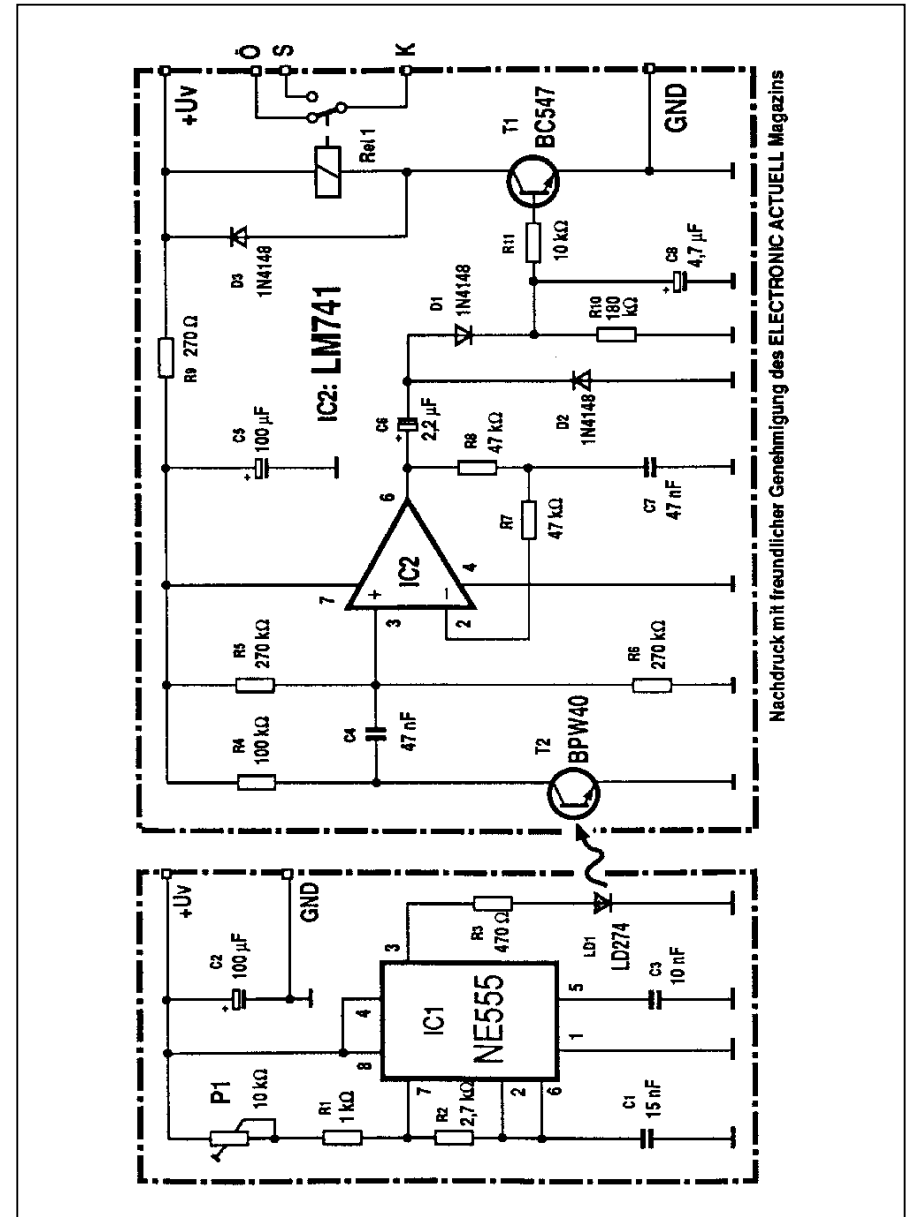 P1
10 kΩ
R1
1 kΩ
R2
2,7 kΩ
C1
15 nF
+Uv
C2
+
100 µF
GND
8
4
7
2
6
3
1
5
IC1
NE555
R3
470 Ω
LD1
LD274
C3
10 nF
R4
100 kΩ
R5
270 kΩ
C4
47 nF
T2
BPW40
R6
270 kΩ
7
3
2
6
4
+
−
IC2
C5
+
100 µF
R9
270 Ω
IC2: LM741
C6
+
2,2 µF
R8
47 kΩ
R7
47 kΩ
C7
47 nF
D1
1N4148
D2
1N4148
D3
1N4148
R10
180
kΩ
R11
10 kΩ
C8
+
4,7 µF
T1
BC547
Rel1
+Uv
Ö
S
K
GND
Nachdruck mit freundlicher Genehmigung des ELECTRONIC ACTUELL Magazins